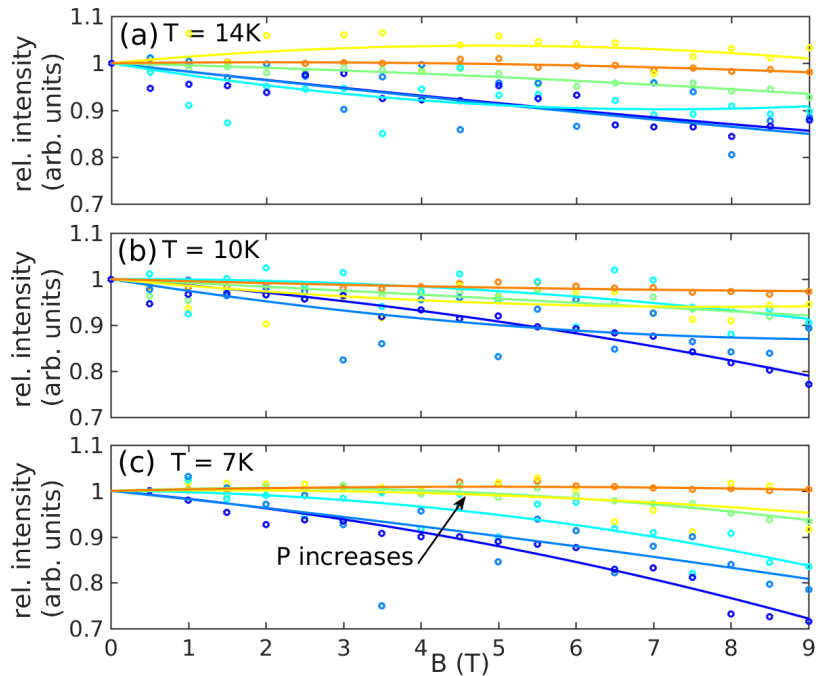 (a) T = 14K
rel. intensity
(arb. units)
1.1
1
0.9
0.8
0.7
(b) T = 10K
rel. intensity
(arb. units)
1.1
1
0.9
0.8
0.7
(c) T = 7K
rel. intensity
(arb. units)
1.1
1
0.9
0.8
0.7
P increases
0 1 2 3 4 5 6 7 8 9
B (T)